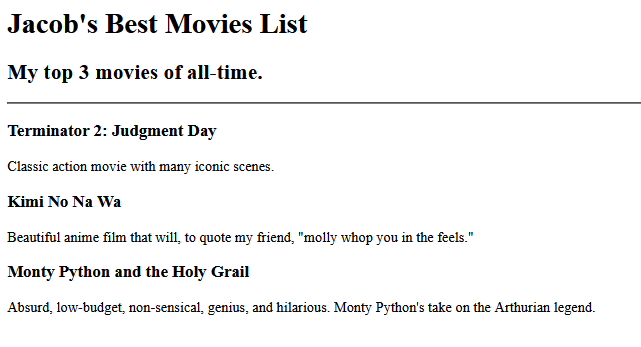 Jacob's Best Movies List
My top 3 movies of all-time.
Terminator 2: Judgment Day
Classic action movie with many iconic scenes.
Kimi No Na Wa
Beautiful anime film that will, to quote my friend, "molly whop you in the feels."
Monty Python and the Holy Grail
Absurd, low-budget, non-sensical, genius, and hilarious. Monty Python's take on the Arthurian legend.